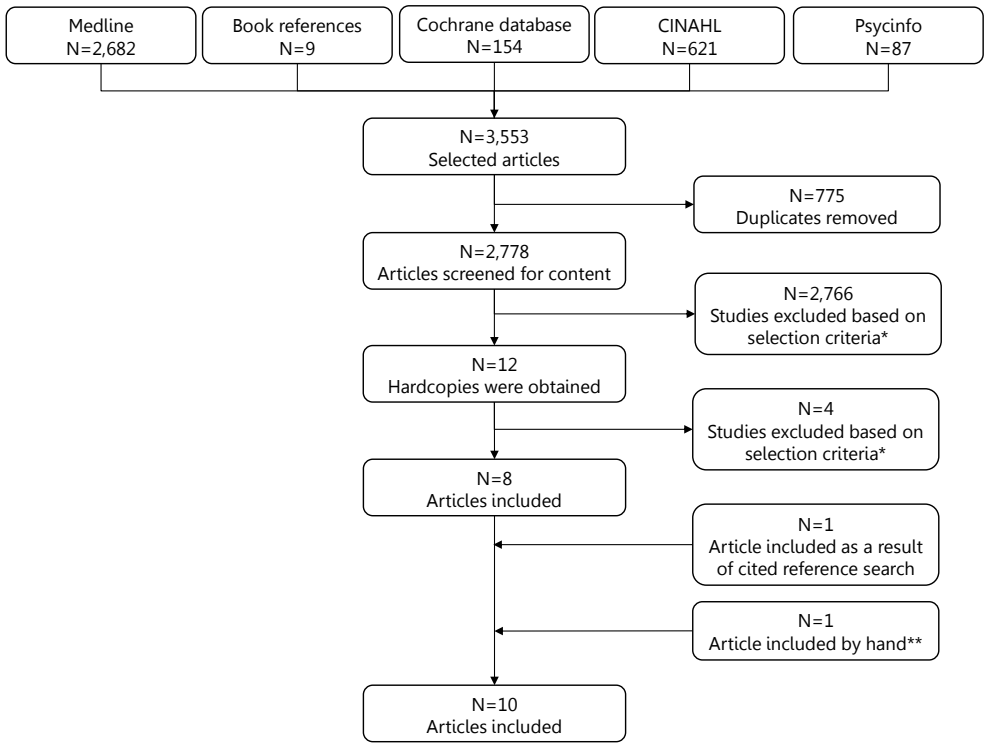 Medline
N=2,682
Book references
N=9
Cochrane database
N=154
CINAHL
N=621
Psycinfo
N=87
N=3,553
Selected articles
N=775
Duplicates removed
N=2,778
Articles screened for content
N=2,766
Studies excluded based on
selection criteria*
N=12
Hardcopies were obtained
N=4
Studies excluded based on
selection criteria*
N=8
Articles included
N=1
Article included as a result
of cited reference search
N=1
Article included by hand**
N=10
Articles included